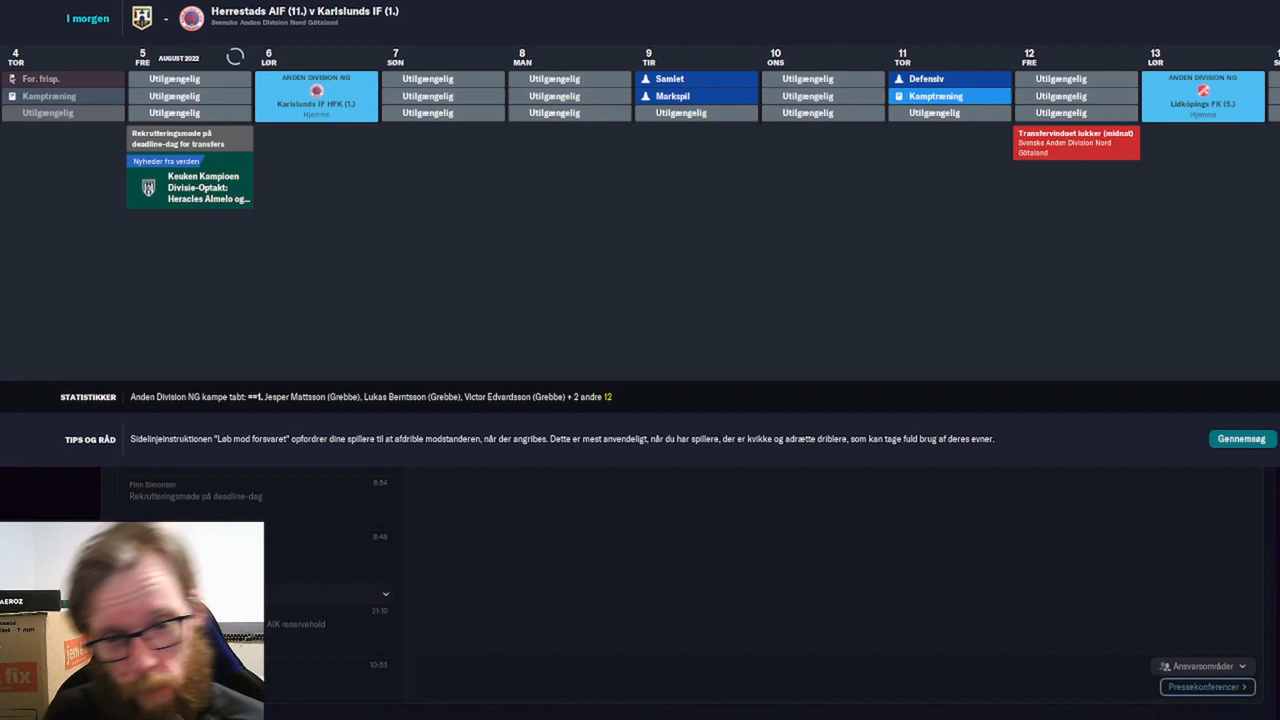 I morgen
-
Herrestads AIF (11.) v Karlslunds IF (1.)
Svenske Anden Division Nord Götaland
4
TOR
5
FRE
AUGUST 2022
6
LØR
7
SØN
8
MAN
9
TIR
10
ONS
11
TOR
12
FRE
13
LØR
For. frisp.
Kamptræning
Utilgængelig
Utilgængelig
Utilgængelig
Utilgængelig
ANDEN DIVISION NG
Karlslunds IF HFK (1.)
Hjemme
Utilgængelig
Utilgængelig
Utilgængelig
Utilgængelig
Utilgængelig
Utilgængelig
Samlet
Markspil
Utilgængelig
Utilgængelig
Utilgængelig
Utilgængelig
Defensiv
Kamptræning
Utilgængelig
Utilgængelig
Utilgængelig
Utilgængelig
ANDEN DIVISION NG
Lidköpings FK (5.)
Hjemme
Rekrutteringsmøde på
deadline-dag for transfers
Nyheder fra verden
Keuken Kampioen
Divisie-Optakt:
Heracles Almelo og...
Transfervinduet lukker (midnat)
Svenske Anden Division Nord
Götaland
STATISTIKKER
Anden Division NG kampe tabt: ==1. Jesper Mattsson (Grebbe), Lukas Berntsson (Grebbe), Victor Edvardsson (Grebbe) + 2 andre 12
TIPS OG RÅD
Sidelinjeinstruktionen "Løb mod forsvaret" opfordrer dine spillere til at afdrible modstanderen, når der angribes. Dette er mest anvendeligt, når du har spillere, der er kvikke og adrætte driblere, som kan tage fuld brug af deres evner.
Gennemsøg
Finn Simonsen
8:54
Rekrutteringsmøde på deadline-dag
8:48
21:10
AIK reservehold
10:53
AEROZ
fix
Ansvarsområder
Pressekonferencer